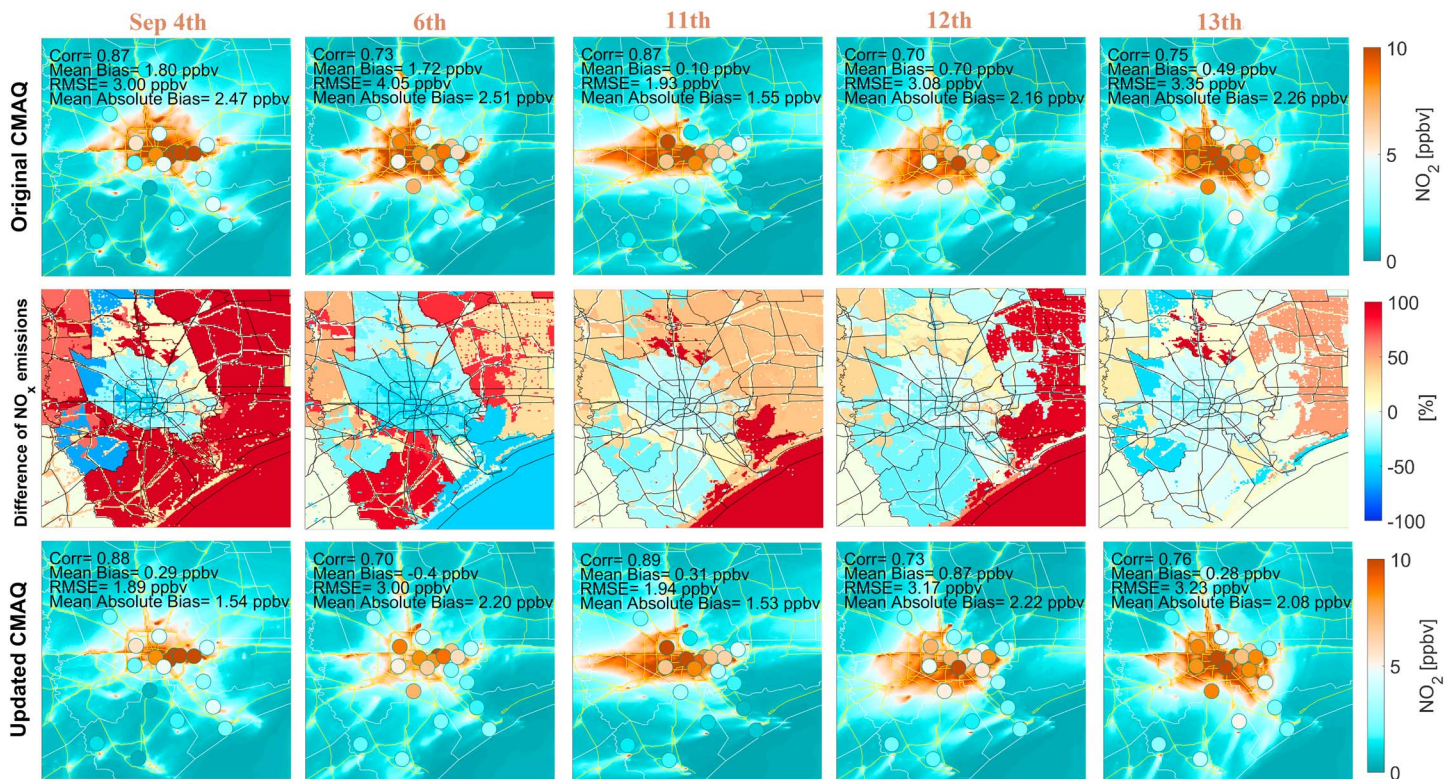 Sep 4th
6th
11th
12th
13th
Original CMAQ
Corr= 0.87
Mean Bias= 1.80 ppbv
RMSE= 3.00 ppbv
Mean Absolute Bias= 2.47 ppbv
Corr= 0.73
Mean Bias= 1.72 ppbv
RMSE= 4.05 ppbv
Mean Absolute Bias= 2.51 ppbv
Corr= 0.87
Mean Bias= 0.10 ppbv
RMSE= 1.93 ppbv
Mean Absolute Bias= 1.55 ppbv
Corr= 0.70
Mean Bias= 0.70 ppbv
RMSE= 3.08 ppbv
Mean Absolute Bias= 2.16 ppbv
Corr= 0.75
Mean Bias= 0.49 ppbv
RMSE= 3.35 ppbv
Mean Absolute Bias= 2.26 ppbv
10
5
0
NO₂ [ppbv]
Difference of NOₓ emissions
100
50
0
-50
-100
[%]
Updated CMAQ
Corr= 0.88
Mean Bias= 0.29 ppbv
RMSE= 1.89 ppbv
Mean Absolute Bias= 1.54 ppbv
Corr= 0.70
Mean Bias= -0.4 ppbv
RMSE= 3.00 ppbv
Mean Absolute Bias= 2.20 ppbv
Corr= 0.89
Mean Bias= 0.31 ppbv
RMSE= 1.94 ppbv
Mean Absolute Bias= 1.53 ppbv
Corr= 0.73
Mean Bias= 0.87 ppbv
RMSE= 3.17 ppbv
Mean Absolute Bias= 2.22 ppbv
Corr= 0.76
Mean Bias= 0.28 ppbv
RMSE= 3.23 ppbv
Mean Absolute Bias= 2.08 ppbv
10
5
0
NO₂ [ppbv]